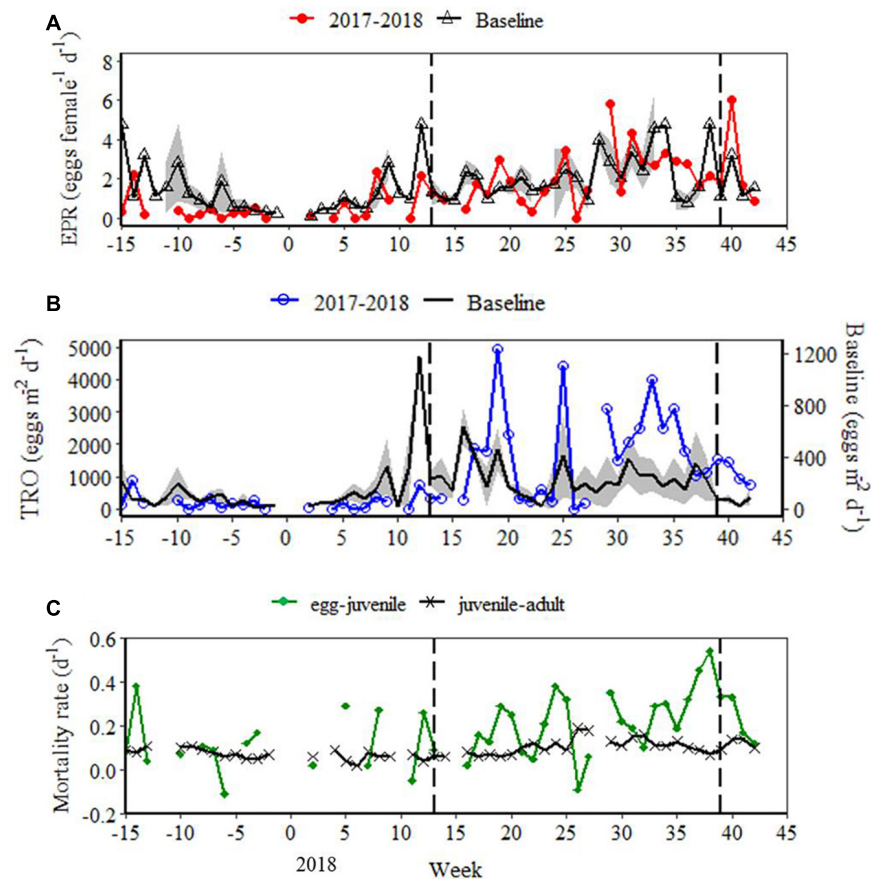 A
2017-2018 Baseline
EPR (eggs female⁻¹ d⁻¹)
8
6
4
2
0
-15 -10 -5 0 5 10 15 20 25 30 35 40 45
B
2017-2018 Baseline
TRO (eggs m² d⁻¹)
5000
4000
3000
2000
1000
0
Baseline (eggs m² d⁻¹)
1200
800
400
0
-15 -10 -5 0 5 10 15 20 25 30 35 40 45
C
egg-juvenile juvenile-adult
Mortality rate (d⁻¹)
0.6
0.4
0.2
0.0
-0.2
-15 -10 -5 0 5 10 15 20 25 30 35 40 45
2018 Week